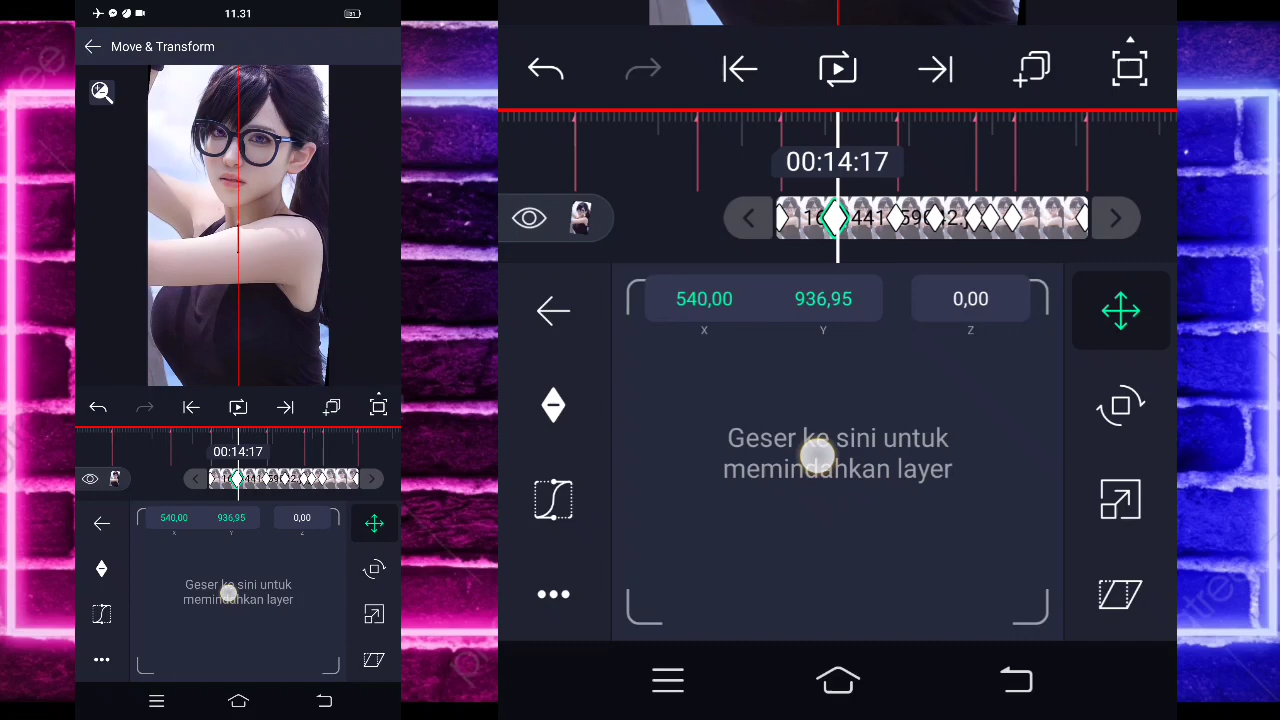 11.31
Move & Transform
00:14:17
540,00 936,95 0,00
X Y
Geser ke sini untuk
memindahkan layer
00:14:17
540,00 936,95 0,00
X Y Z
Geser ke sini untuk
memindahkan layer